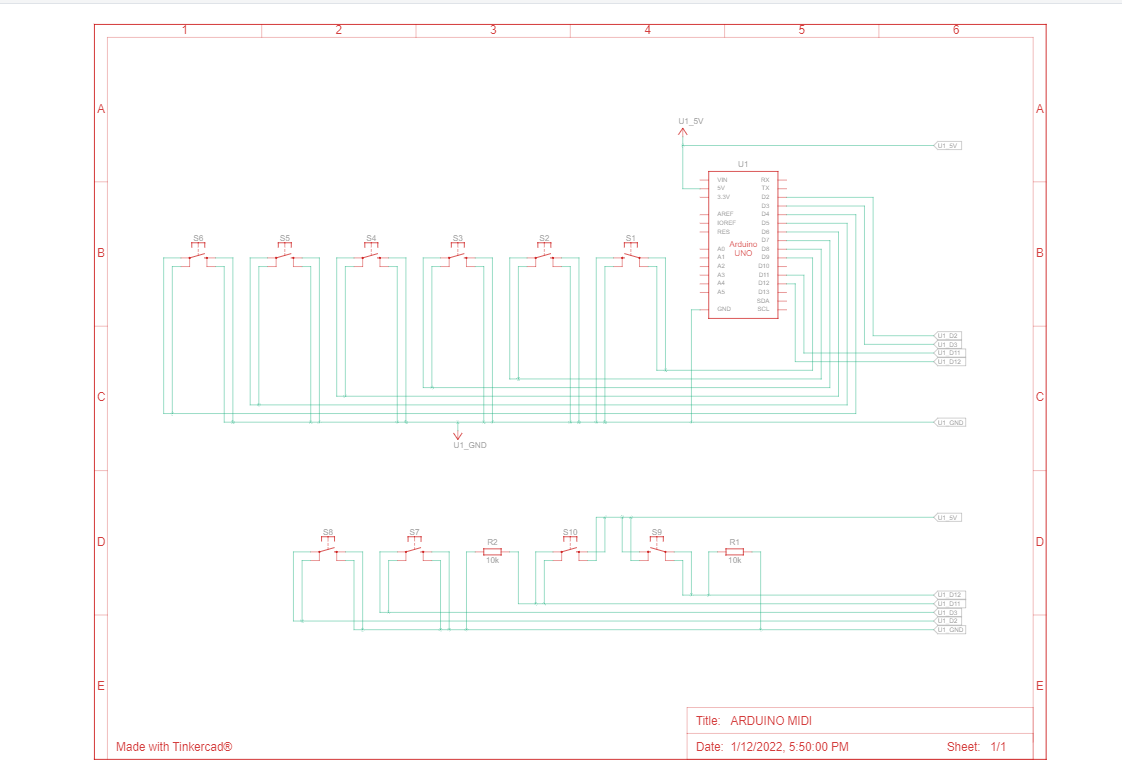 1 2 3 4 5 6
A A
U1_5V
U1_5V
U1
VIN RX
5V TX
3.3V D2
D3
AREF D4
IOREF D5
RES D6
D7
A0 D8
A1 D9
A2 D10
A3 D11
A4 D12
A5 D13
SDA
GND SCL
Arduino
UNO
B B
S6 S5 S4 S3 S2 S1
U1_D2
U1_D3
U1_D11
U1_D12
C C
U1_GND
U1_GND
U1_5V
D D
S8 S7 R2 S10 S9 R1
10k 10k
U1_D12
U1_D11
U1_D3
U1_D2
U1_GND
E E
Title: ARDUINO MIDI
Made with Tinkercad®
Date: 1/12/2022, 5:50:00 PM Sheet: 1/1